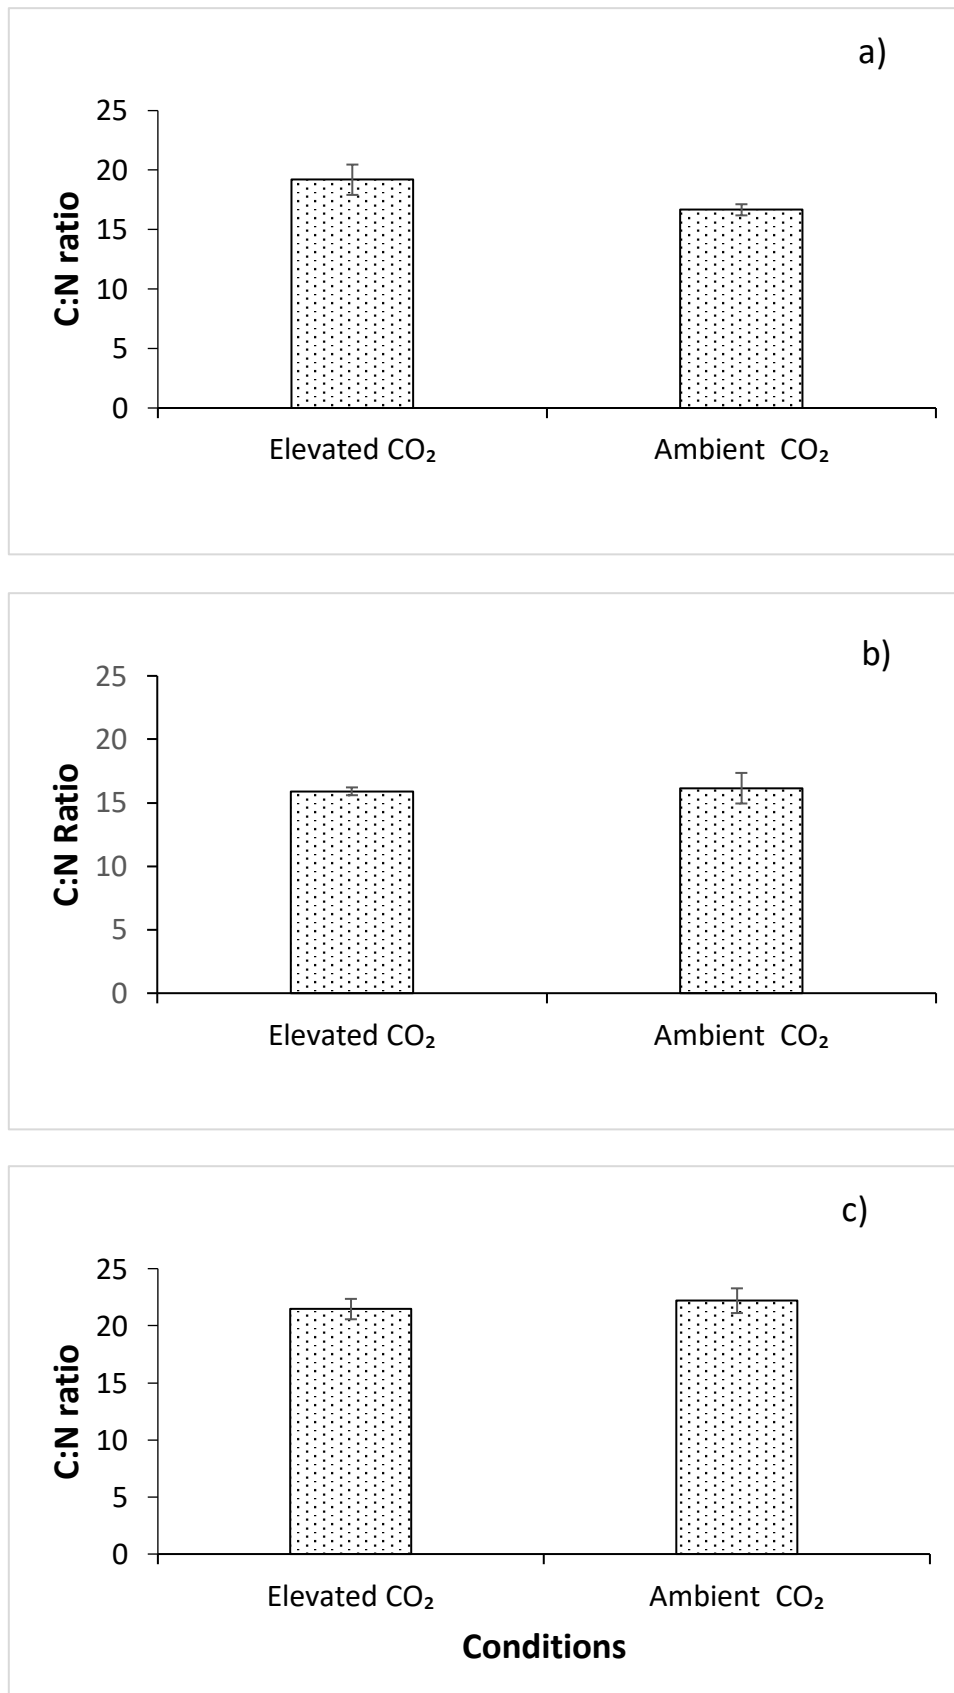 a)
25
20
15
10
5
0
C:N ratio
Elevated CO₂ Ambient  CO₂
b)
25
20
15
10
5
0
C:N Ratio
Elevated CO₂ Ambient  CO₂
c)
25
20
15
10
5
0
C:N ratio
Elevated CO₂ Ambient  CO₂
Conditions